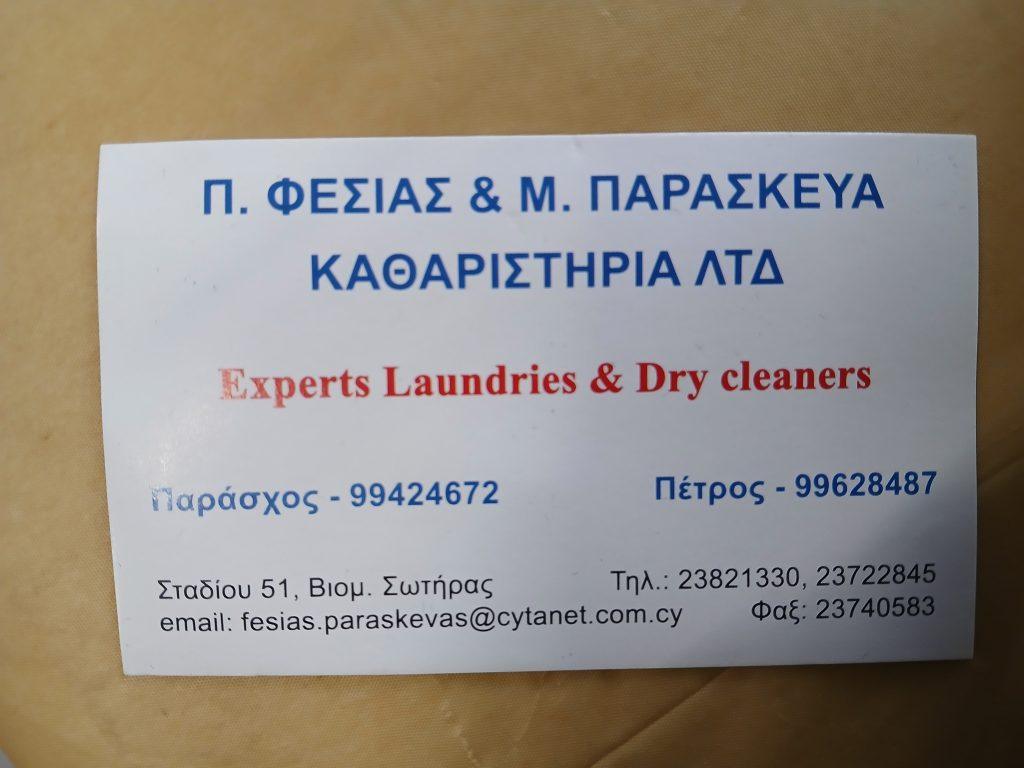 Π. ΦΕΣΙΑΣ & Μ. ΠΑΡΑΣΚΕΥΑ
ΚΑΘΑΡΙΣΤΗΡΙΑ ΛΤΔ
Experts Laundries & Dry cleaners
Παράσχος - 99424672 Πέτρος - 99628487
Σταδίου 51, Βιομ. Σωτήρας Τηλ.: 23821330, 23722845
email: fesias.paraskevas@cytanet.com.cy Φαξ: 23740583